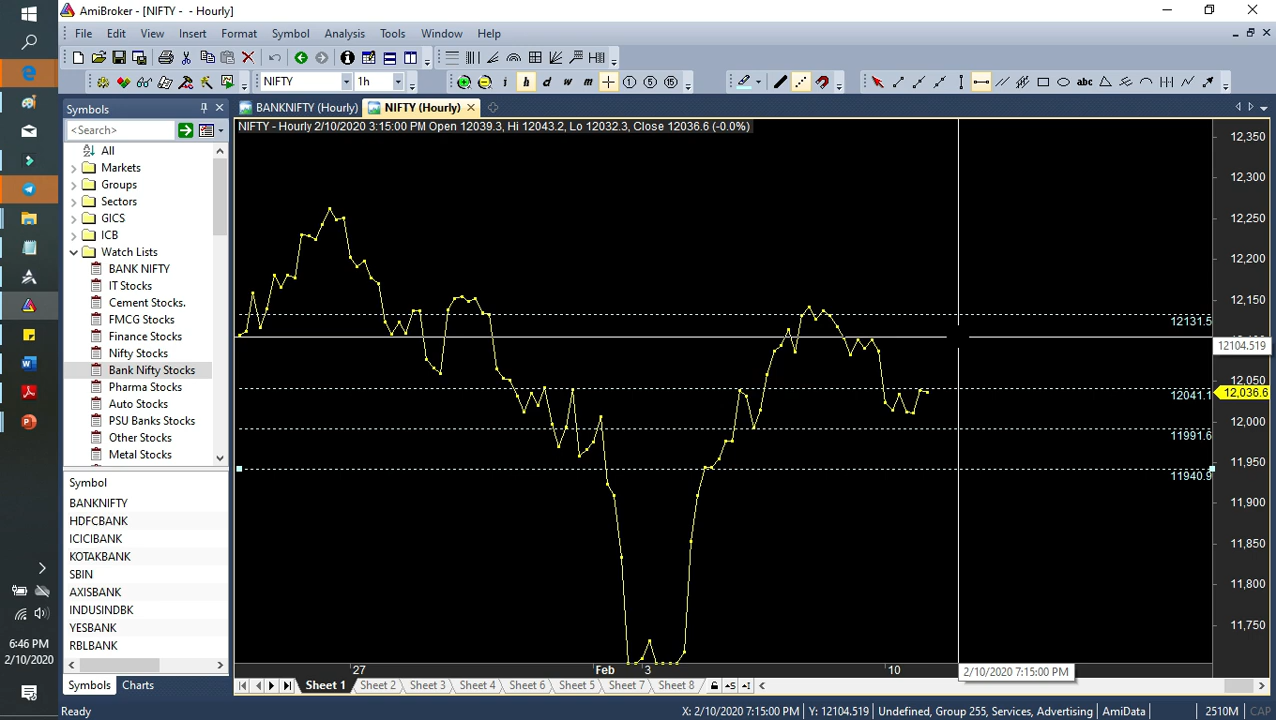 AmiBroker - [NIFTY - - Hourly)]
File Edit View Insert Format Symbol Analysis Tools Window Help
NIFTY 1h i h d w m 1 5 15 abc
Symbols
BANKNIFTY (Hourly) NIFTY (Hourly)
NIFTY - Hourly 2/10/2020 3:15:00 PM Open 12039.3, Hi 12043.2, Lo 12032.3, Close 12036.6 (-0.0%)
<Search>
All
Markets
Groups
Sectors
GICS
ICB
Watch Lists
BANK NIFTY
IT Stocks
Cement Stocks.
FMCG Stocks
Finance Stocks
Nifty Stocks
Bank Nifty Stocks
Pharma Stocks
Auto Stocks
PSU Banks Stocks
Other Stocks
Metal Stocks
Symbol
BANKNIFTY
HDFCBANK
ICICIBANK
KOTAKBANK
SBIN
AXISBANK
INDUSINDBK
YESBANK
RBLBANK
Symbols Charts
12,350
12,300
12,250
12,200
12,150
12131.5
12104.519
12,050
12041.1
12,036.6
12,000
11991.6
11,950
11940.9
11,900
11,850
11,800
11,750
27 Feb 3 10
2/10/2020 7:15:00 PM
Sheet 1 Sheet 2 Sheet 3 Sheet 4 Sheet 5 Sheet 6 Sheet 7 Sheet 8
6:46 PM
2/10/2020
Ready X: 2/10/2020 7:15:00 PM Y: 12104.519 Undefined, Group 255, Services, Advertising AmiData 2510M CAP